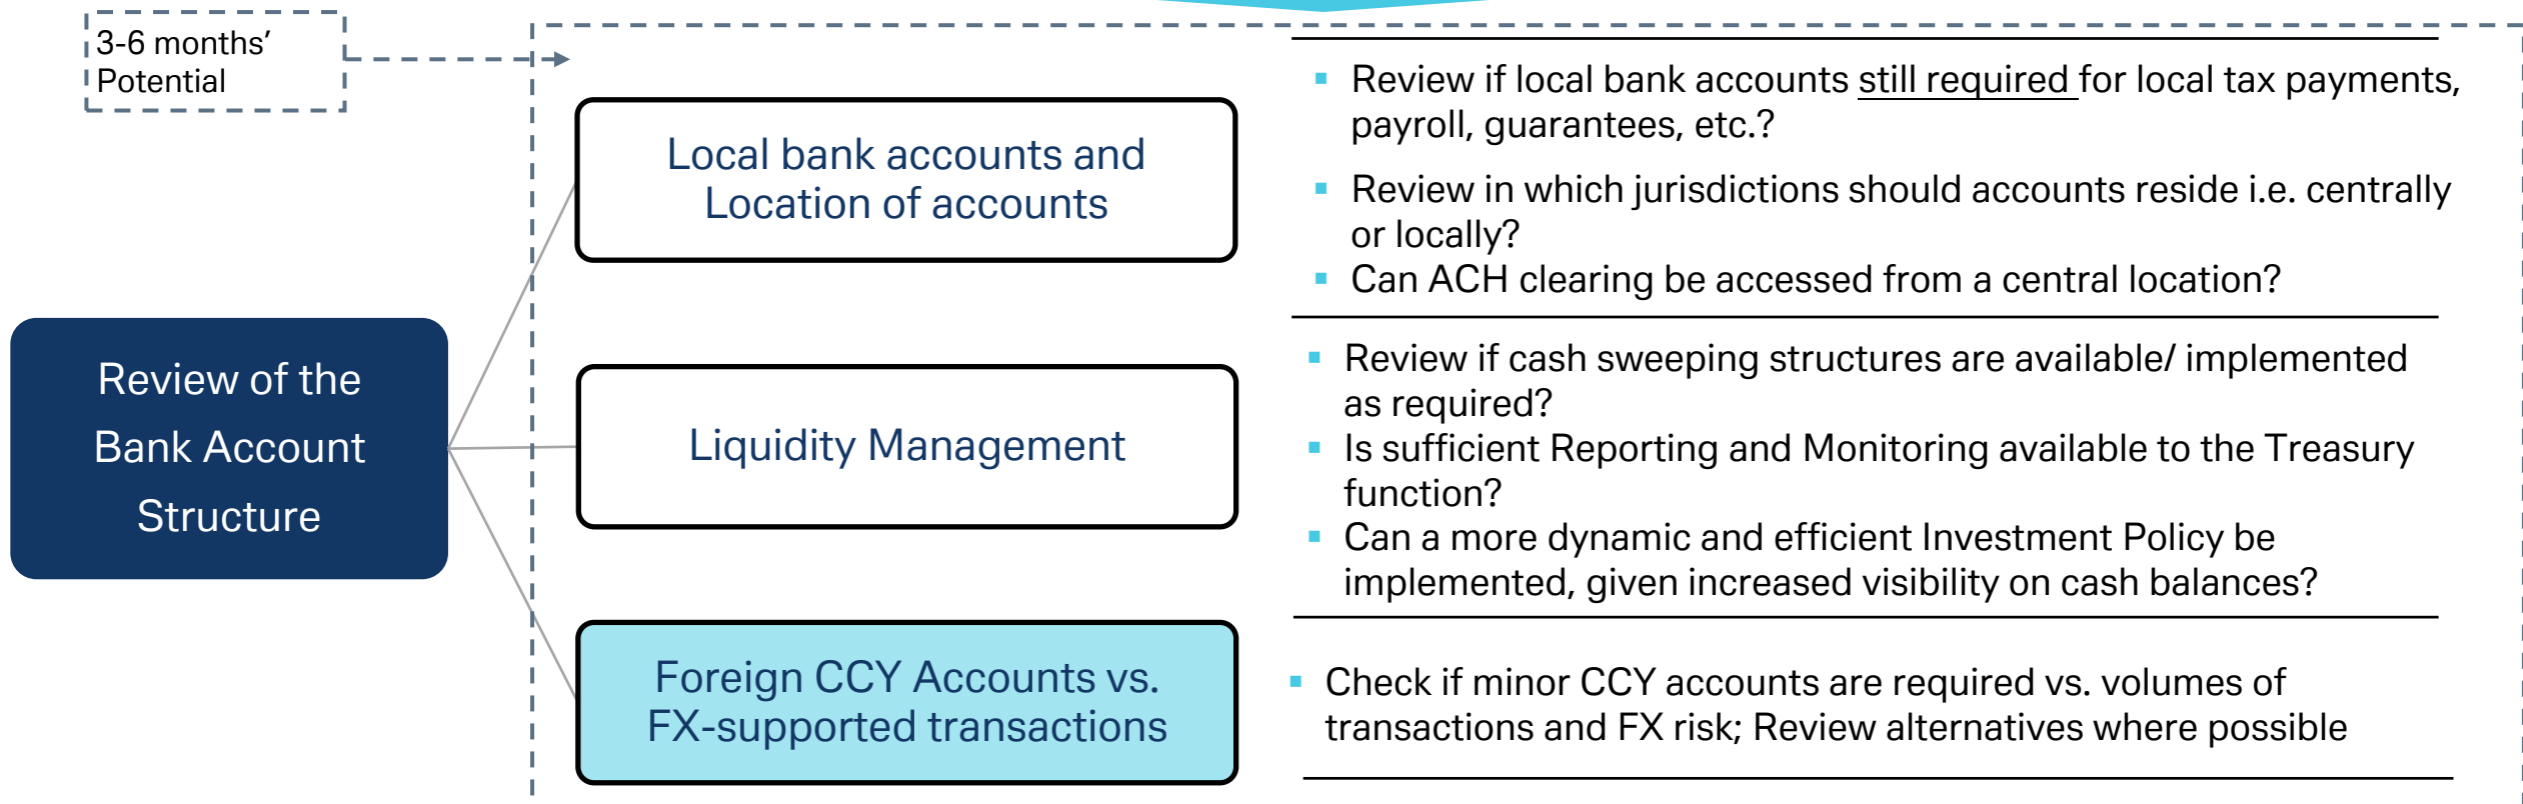 3-6 months’
Potential
Review of the
Bank Account
Structure
Local bank accounts and
Location of accounts
▪ Review if local bank accounts still required for local tax payments,
payroll, guarantees, etc.?
▪ Review in which jurisdictions should accounts reside i.e. centrally
or locally?
▪ Can ACH clearing be accessed from a central location?
Liquidity Management
▪ Review if cash sweeping structures are available/ implemented
as required?
▪ Is sufficient Reporting and Monitoring available to the Treasury
function?
▪ Can a more dynamic and efficient Investment Policy be
implemented, given increased visibility on cash balances?
Foreign CCY Accounts vs.
FX-supported transactions
▪ Check if minor CCY accounts are required vs. volumes of
transactions and FX risk; Review alternatives where possible